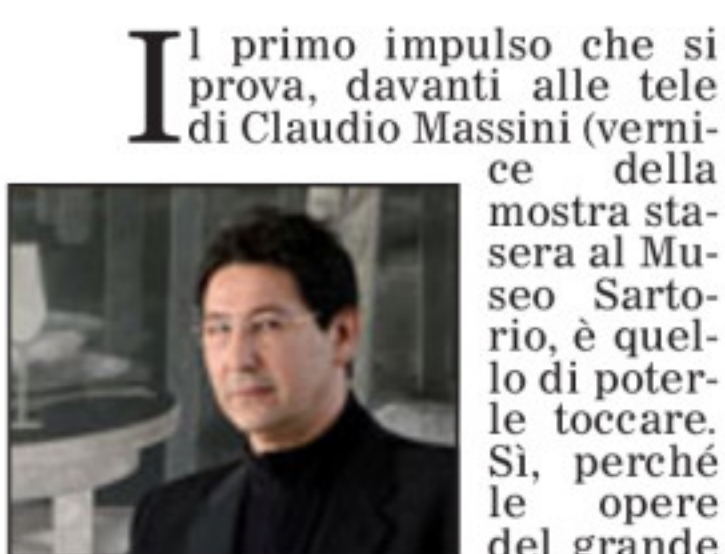 Il primo impulso che si
prova, davanti alle tele
di Claudio Massini (verni-
ce della
mostra sta-
sera al Mu-
seo Sarto-
rio, è quel-
lo di poter-
le toccare.
Sì, perché
le opere
del grande